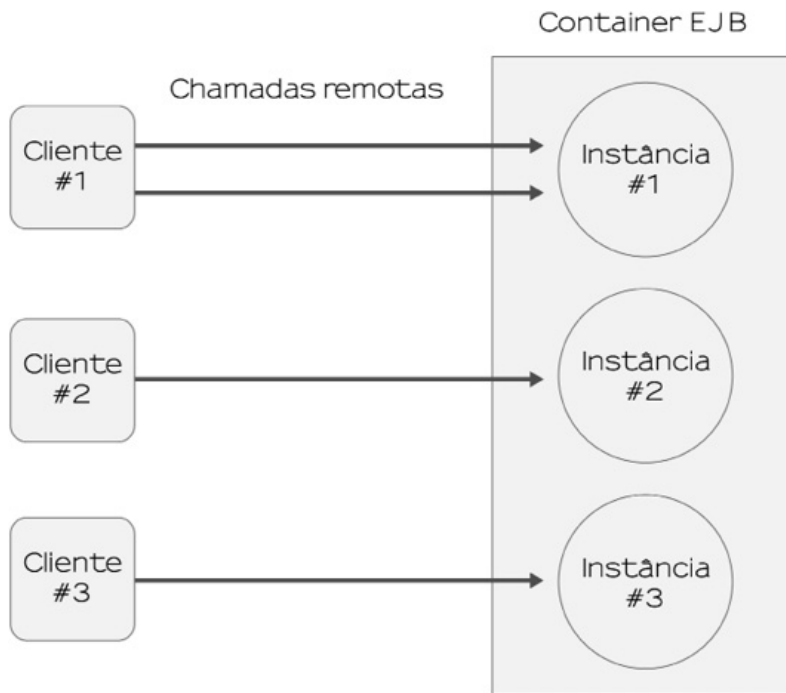 Container EJB
Chamadas remotas
Cliente
#1
Instância
#1
Cliente
#2
Instância
#2
Cliente
#3
Instância
#3